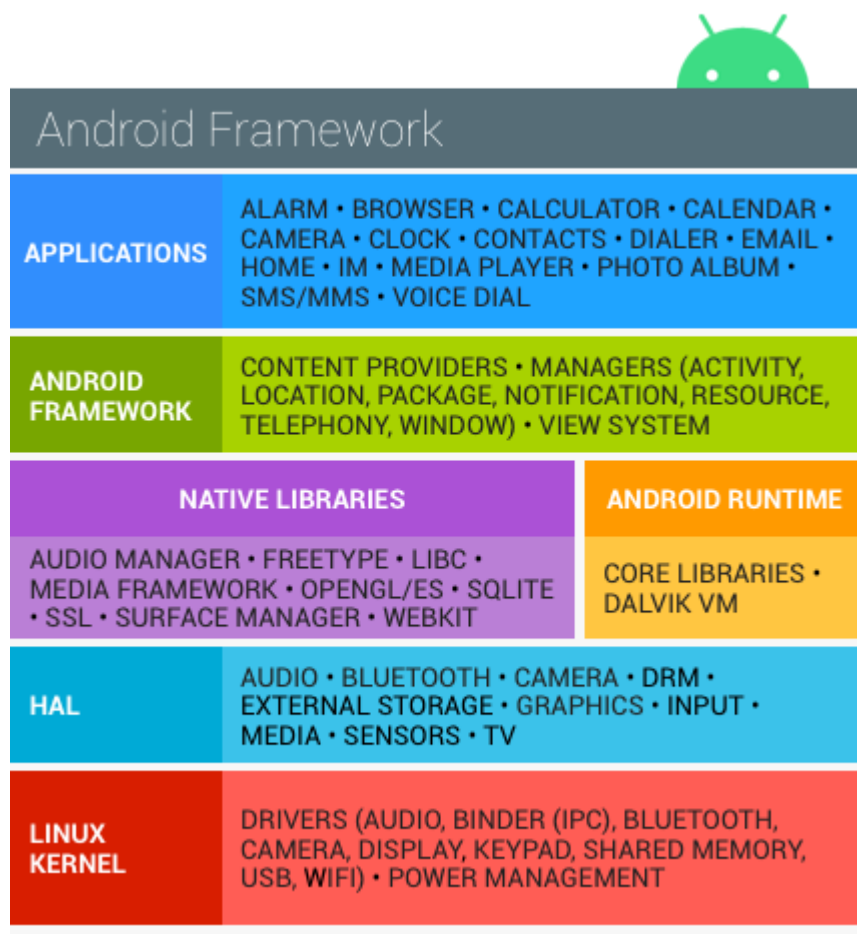 Android Framework
APPLICATIONS
ALARM • BROWSER • CALCULATOR • CALENDAR •
CAMERA • CLOCK • CONTACTS • DIALER • EMAIL •
HOME • IM • MEDIA PLAYER • PHOTO ALBUM •
SMS/MMS • VOICE DIAL
ANDROID
FRAMEWORK
CONTENT PROVIDERS • MANAGERS (ACTIVITY,
LOCATION, PACKAGE, NOTIFICATION, RESOURCE,
TELEPHONY, WINDOW) • VIEW SYSTEM
NATIVE LIBRARIES
AUDIO MANAGER • FREETYPE • LIBC •
MEDIA FRAMEWORK • OPENGL/ES • SQLITE
• SSL • SURFACE MANAGER • WEBKIT
ANDROID RUNTIME
CORE LIBRARIES •
DALVIK VM
HAL
AUDIO • BLUETOOTH • CAMERA • DRM •
EXTERNAL STORAGE • GRAPHICS • INPUT •
MEDIA • SENSORS • TV
LINUX
KERNEL
DRIVERS (AUDIO, BINDER (IPC), BLUETOOTH,
CAMERA, DISPLAY, KEYPAD, SHARED MEMORY,
USB, WIFI) • POWER MANAGEMENT